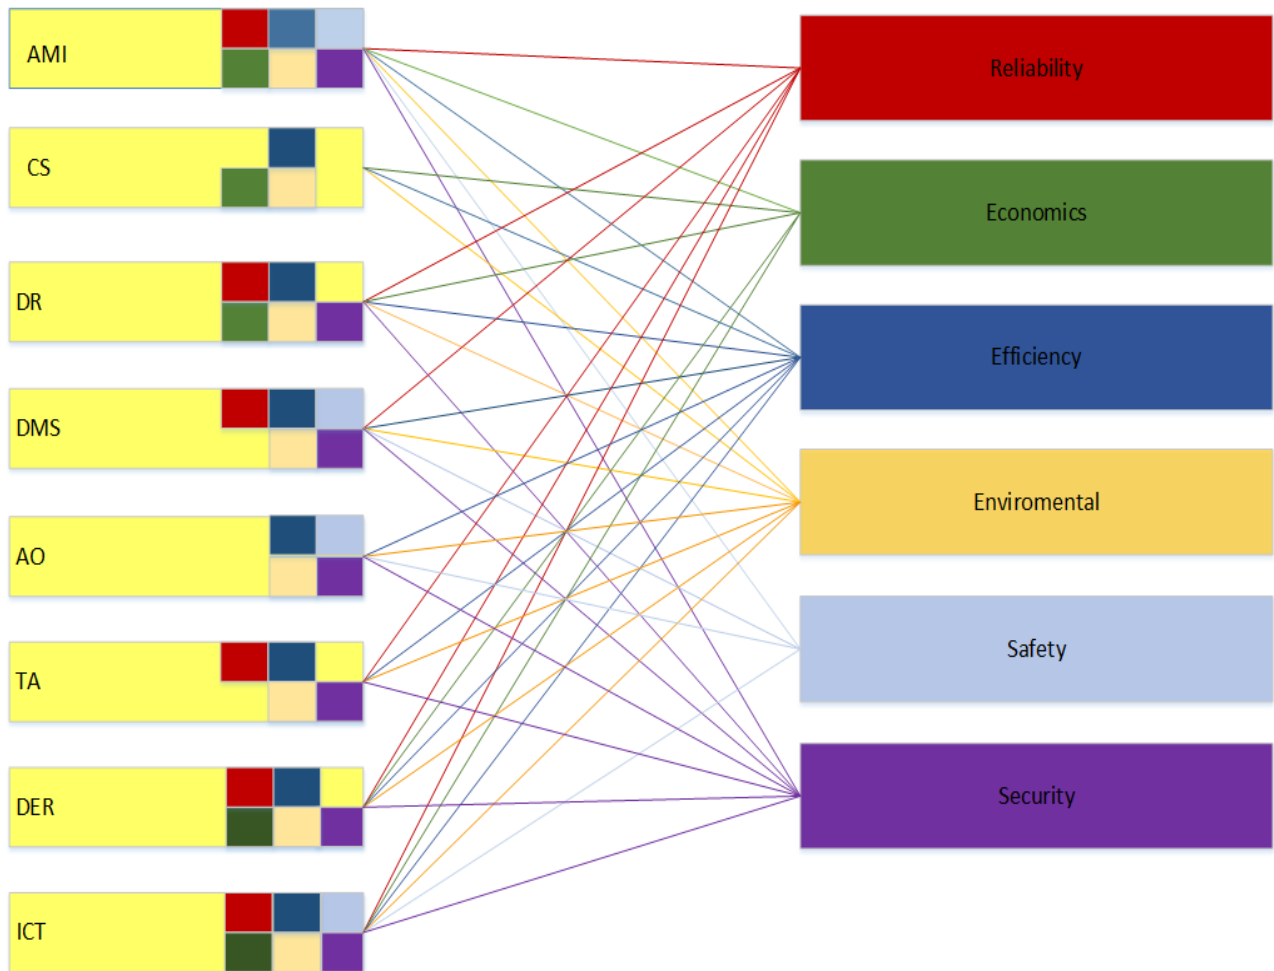 AMI
CS
DR
DMS
AO
TA
DER
ICT
Reliability
Economics
Efficiency
Enviromental
Safety
Security